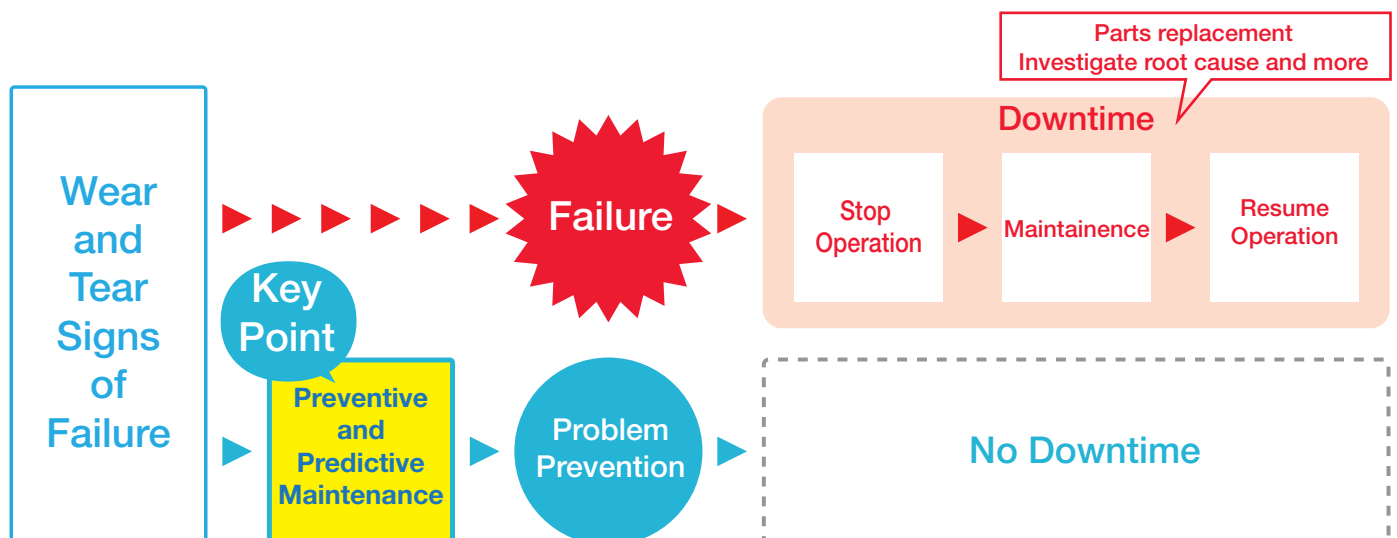 Parts replacement
Investigate root cause and more
Downtime
Wear
and
Tear
Signs
of
Failure
Failure
Stop
Operation
Maintainence
Resume
Operation
Key
Point
Preventive
and
Predictive
Maintenance
Problem
Prevention
No Downtime